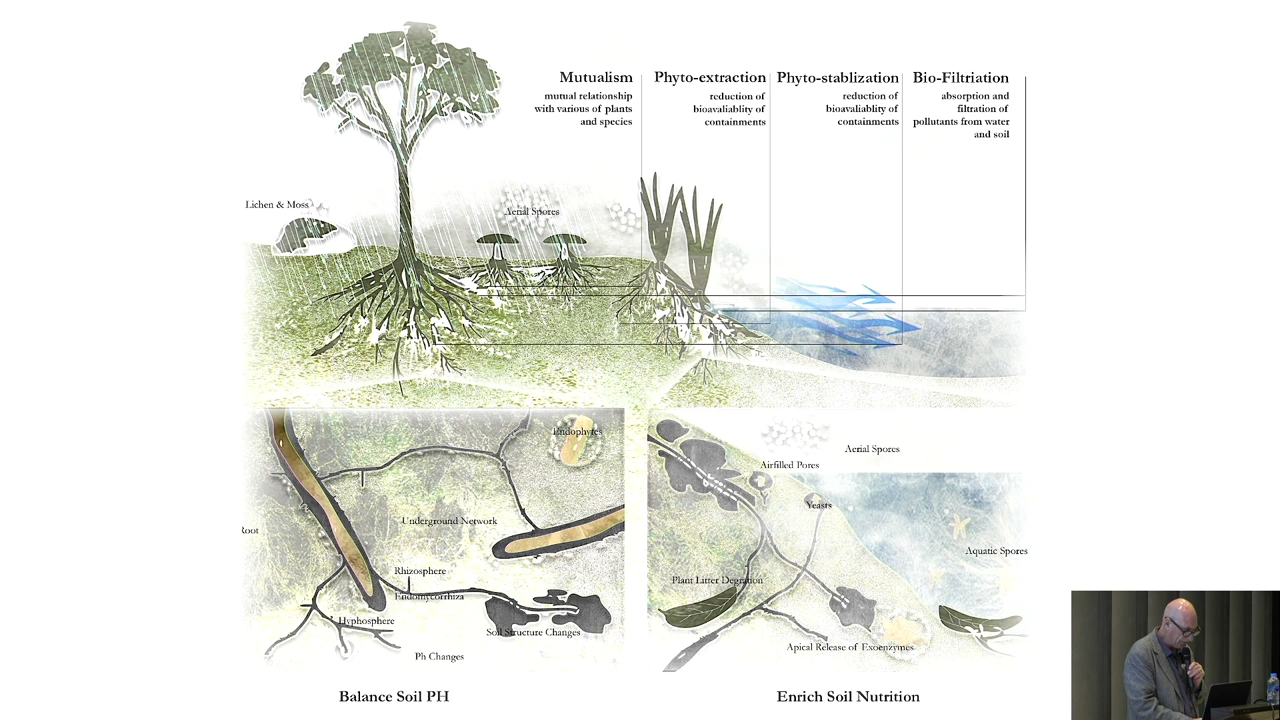 Mutualism
mutual relationship
with various of plants
and species
Phyto-extraction
reduction of
bioavaliablity of
containments
Phyto-stablization
reduction of
bioavaliablity of
containments
Bio-Filtriation
absorption and
filtration of
pollutants from water
and soil
Lichen & Moss
Aerial Spores
Endophytes
Underground Network
Root
Rhizosphere
Endomycorrhiza
Hyphosphere
Soil Structure Changes
Ph Changes
Balance Soil PH
Aerial Spores
Airfilled Pores
Yeasts
Aquatic Spores
Plant Litter Degration
Apical Release of Exoenzymes
Enrich Soil Nutrition